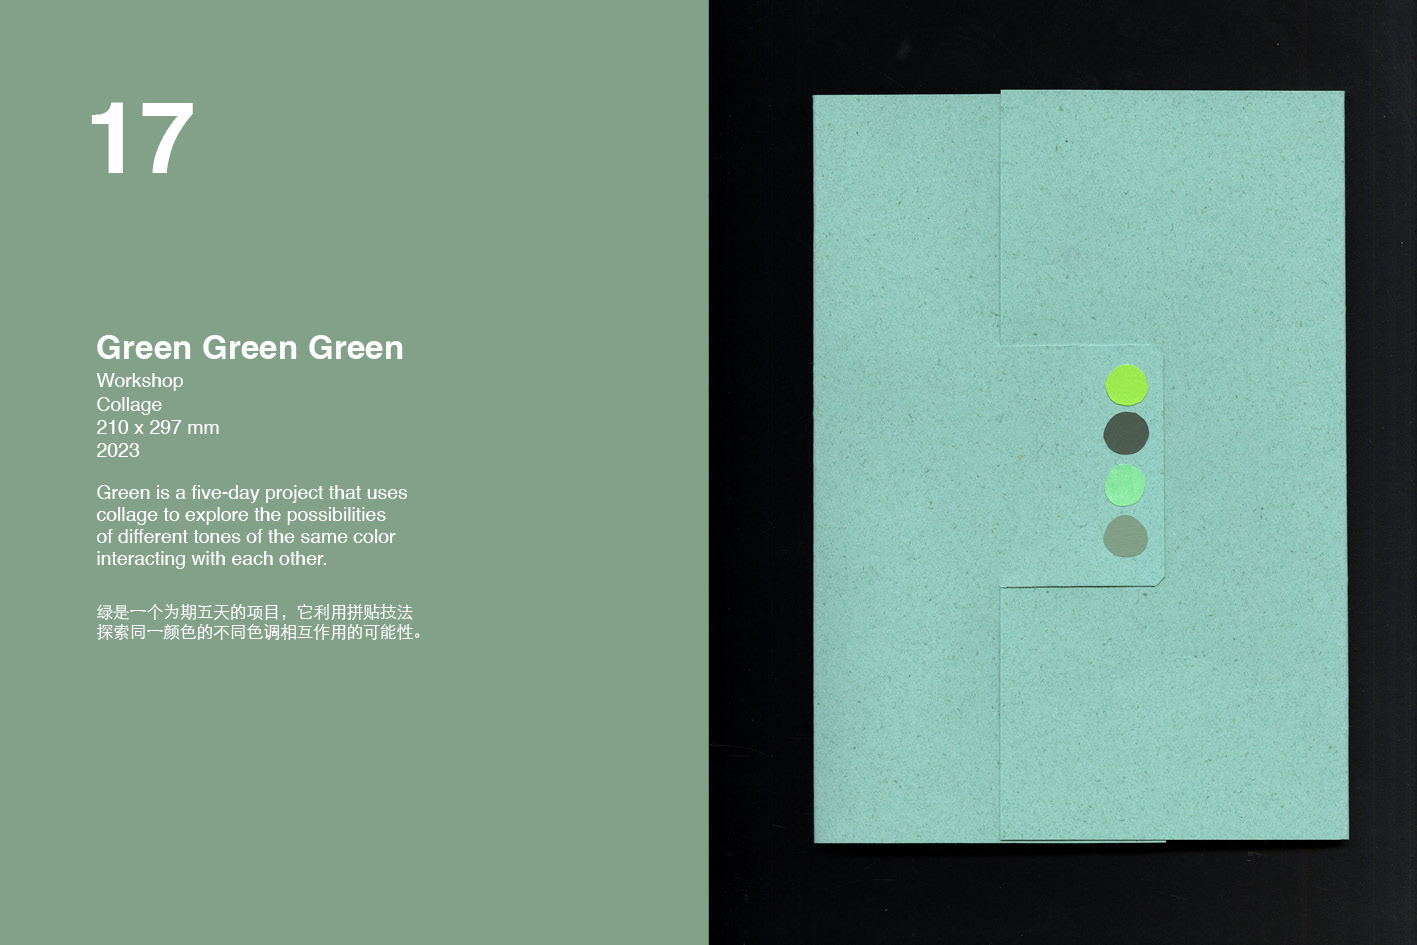 17
Green Green Green
Workshop
Collage
210 x 297 mm
2023
Green is a five-day project that uses
collage to explore the possibilities
of different tones of the same color
interacting with each other.
绿是一个为期五天的项目，它利用拼贴技法
探索同一颜色的不同色调相互作用的可能性。